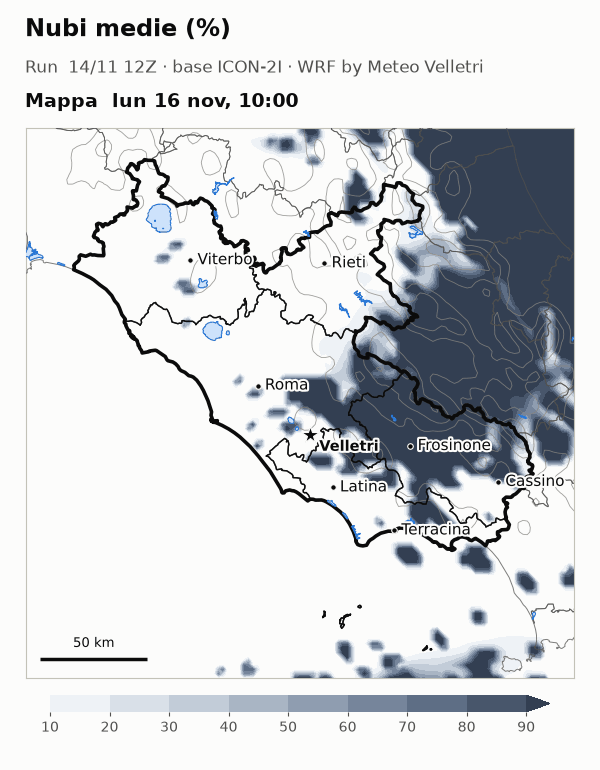 Nubi medie (%)
Run 14/11 12Z · base ICON-2I · WRF by Meteo Velletri
Mappa lun 16 nov, 10:00
Viterbo
Rieti
Roma
Velletri
Frosinone
Cassino
Latina
Terracina
50 km
10 20 30 40 50 60 70 80 90